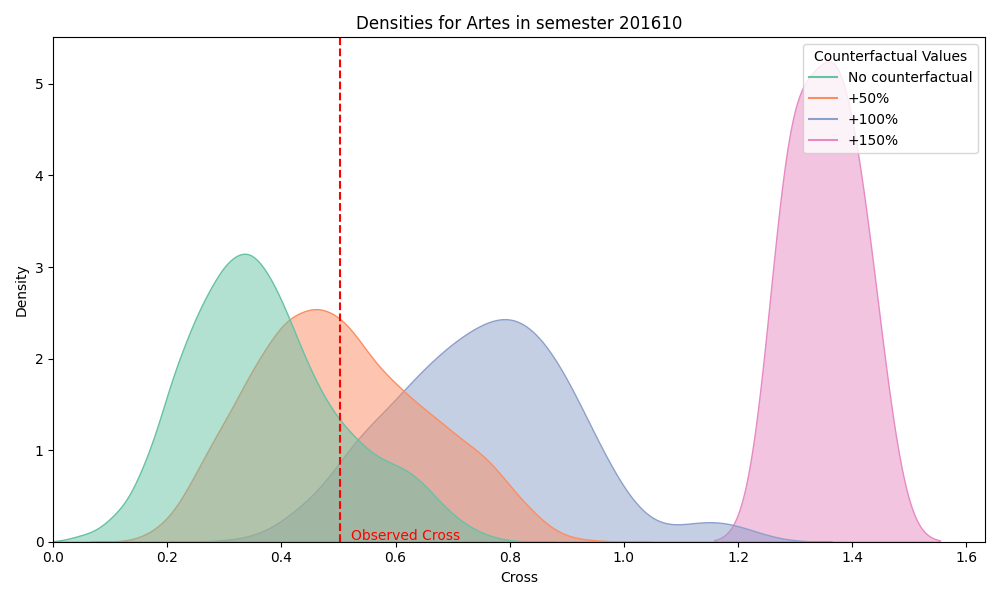 Densities for Artes in semester 201610
Counterfactual Values
No counterfactual
+50%
+100%
+150%
5
4
3
2
1
0
Density
Observed Cross
0.0 0.2 0.4 0.6 0.8 1.0 1.2 1.4 1.6
Cross